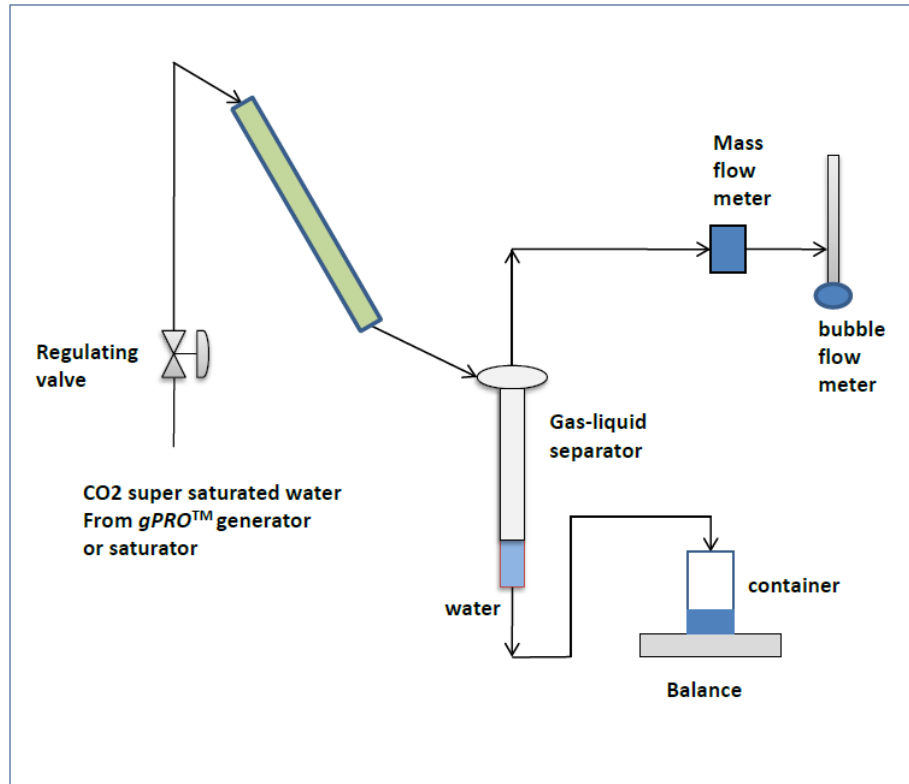 Mass
flow
meter
bubble
flow
meter
Regulating
valve
Gas-liquid
separator
CO2 super saturated water
From gPRO™ generator
or saturator
water
container
Balance